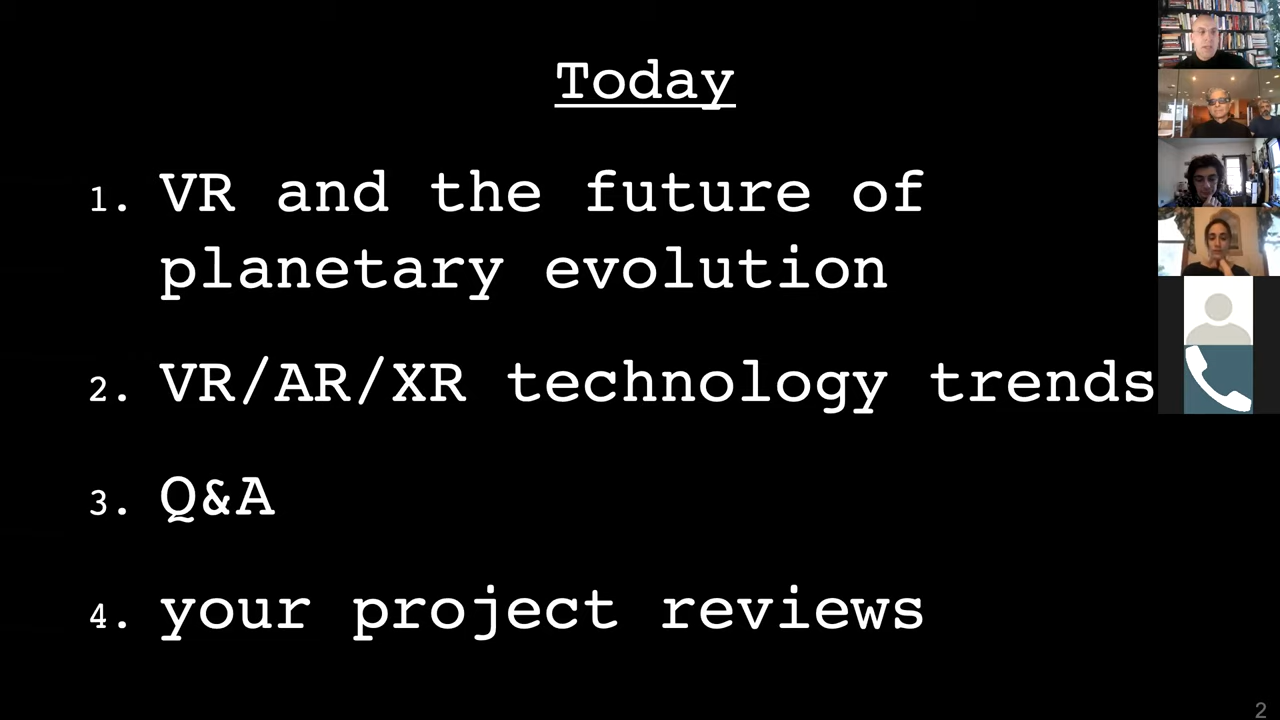 Today
1. VR and the future of
planetary evolution
2. VR/AR/XR technology trends
3. Q&A
4. your project reviews
2